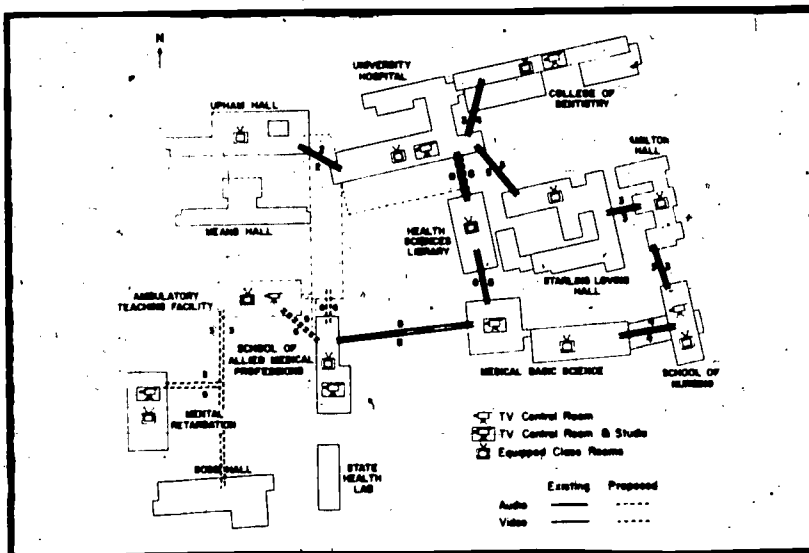 N
UNIVERSITY
HOSPITAL
COLLEGE OF
DENTISTRY
UPHAM HALL
HAMILTON
HALL
MEANS HALL
HEALTH
SCIENCES
LIBRARY
STARLING LOVING
HALL
AMBULATORY
TEACHING FACILITY
SCHOOL OF
ALLIED MEDICAL
PROFESSIONS
MEDICAL BASIC SCIENCE
SCHOOL OF
NURSING
MENTAL
RETARDATION
DODD HALL
STATE
HEALTH
LAB
TV Control Room
TV Control Room & Studio
Equipped Class Rooms
Existing Proposed
Audio
Video